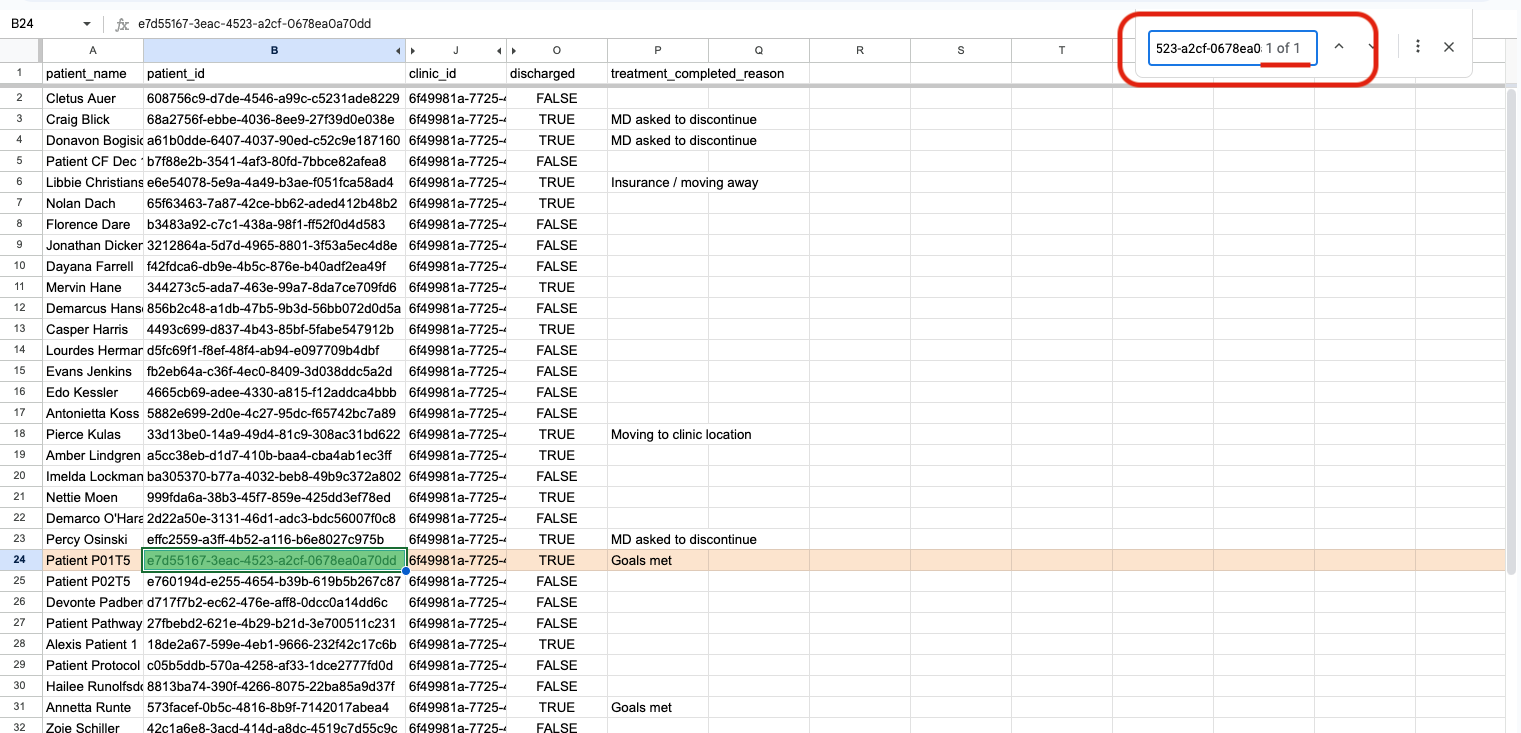 B24 fx e7d55167-3eac-4523-a2cf-0678ea0a70dd
523-a2cf-0678ea0 1 of 1
A B J O P Q R S T
1 patient_name patient_id clinic_id discharged treatment_completed_reason
2 Cletus Auer 608756c9-d7de-4546-a99c-c5231ade8229 6f49981a-7725-4 FALSE
3 Craig Blick 68a2756f-ebbe-4036-8ee9-27f39d0e038e 6f49981a-7725-4 TRUE MD asked to discontinue
4 Donavon Bogisic a61b0dde-6407-4037-90ed-c52c9e187160 6f49981a-7725-4 TRUE MD asked to discontinue
5 Patient CF Dec b7f88e2b-3541-4af3-80fd-7bbce82afea8 6f49981a-7725-4 FALSE
6 Libbie Christians e6e54078-5e9a-4a49-b3ae-f051fca58ad4 6f49981a-7725-4 TRUE Insurance / moving away
7 Nolan Dach 65f63463-7a87-42ce-bb62-aded412b48b2 6f49981a-7725-4 TRUE
8 Florence Dare b3483a92-c7c1-438a-98f1-ff52f0d4d583 6f49981a-7725-4 FALSE
9 Jonathan Dicker 3212864a-5d7d-4965-8801-3f53a5ec4d8e 6f49981a-7725-4 FALSE
10 Dayana Farrell f42fdca6-db9e-4b5c-876e-b40adf2ea49f 6f49981a-7725-4 FALSE
11 Mervin Hane 344273c5-ada7-463e-99a7-8da7ce709fd6 6f49981a-7725-4 TRUE
12 Demarcus Hans 856b2c48-a1db-47b5-9b3d-56bb072d0d5a 6f49981a-7725-4 FALSE
13 Casper Harris 4493c699-d837-4b43-85bf-5fabe547912b 6f49981a-7725-4 TRUE
14 Lourdes Herman d5fc69f1-f8ef-48f4-ab94-e097709b4dbf 6f49981a-7725-4 FALSE
15 Evans Jenkins fb2eb64a-c36f-4ec0-8409-3d038ddc5a2d 6f49981a-7725-4 FALSE
16 Edo Kessler 4665cb69-adee-4330-a815-f12addca4bbb 6f49981a-7725-4 FALSE
17 Antonietta Koss 5882e699-2d0e-4c27-95dc-f65742bc7a89 6f49981a-7725-4 FALSE
18 Pierce Kulas 33d13be0-14a9-49d4-81c9-308ac31bd622 6f49981a-7725-4 TRUE Moving to clinic location
19 Amber Lindgren a5cc38eb-d1d7-410b-baa4-cba4ab1ec3ff 6f49981a-7725-4 TRUE
20 Imelda Lockman ba305370-b77a-4032-beb8-49b9c372a802 6f49981a-7725-4 FALSE
21 Nettie Moen 999fda6a-38b3-45f7-859e-425dd3ef78ed 6f49981a-7725-4 TRUE
22 Demarco O'Hara 2d22a50e-3131-46d1-adc3-bdc56007f0c8 6f49981a-7725-4 FALSE
23 Percy Osinski effc2559-a3ff-4b52-a116-b6e8027c975b 6f49981a-7725-4 TRUE MD asked to discontinue
24 Patient P01T5 e7d55167-3eac-4523-a2cf-0678ea0a70dd 6f49981a-7725-4 TRUE Goals met
25 Patient P02T5 e760194d-e255-4654-b39b-619b5b267c87 6f49981a-7725-4 FALSE
26 Devonte Padber d717f7b2-ec62-476e-aff8-0dcc0a14dd6c 6f49981a-7725-4 FALSE
27 Patient Pathway 27fbebd2-621e-4b29-b21d-3e700511c231 6f49981a-7725-4 FALSE
28 Alexis Patient 1 18de2a67-599e-4eb1-9666-232f42c17c6b 6f49981a-7725-4 TRUE
29 Patient Protocol c05b5ddb-570a-4258-af33-1dce2777fd0d 6f49981a-7725-4 FALSE
30 Hailee Runolfsdo 8813ba74-390f-4266-8075-22ba85a9d37f 6f49981a-7725-4 FALSE
31 Annetta Runte 573facef-0b5c-4816-8b9f-7142017abea4 6f49981a-7725-4 TRUE Goals met
32 Zoie Schiller 42c1a6e8-3acd-414d-a8dc-4519c7d55c9c 6f49981a-7725-4 FALSE